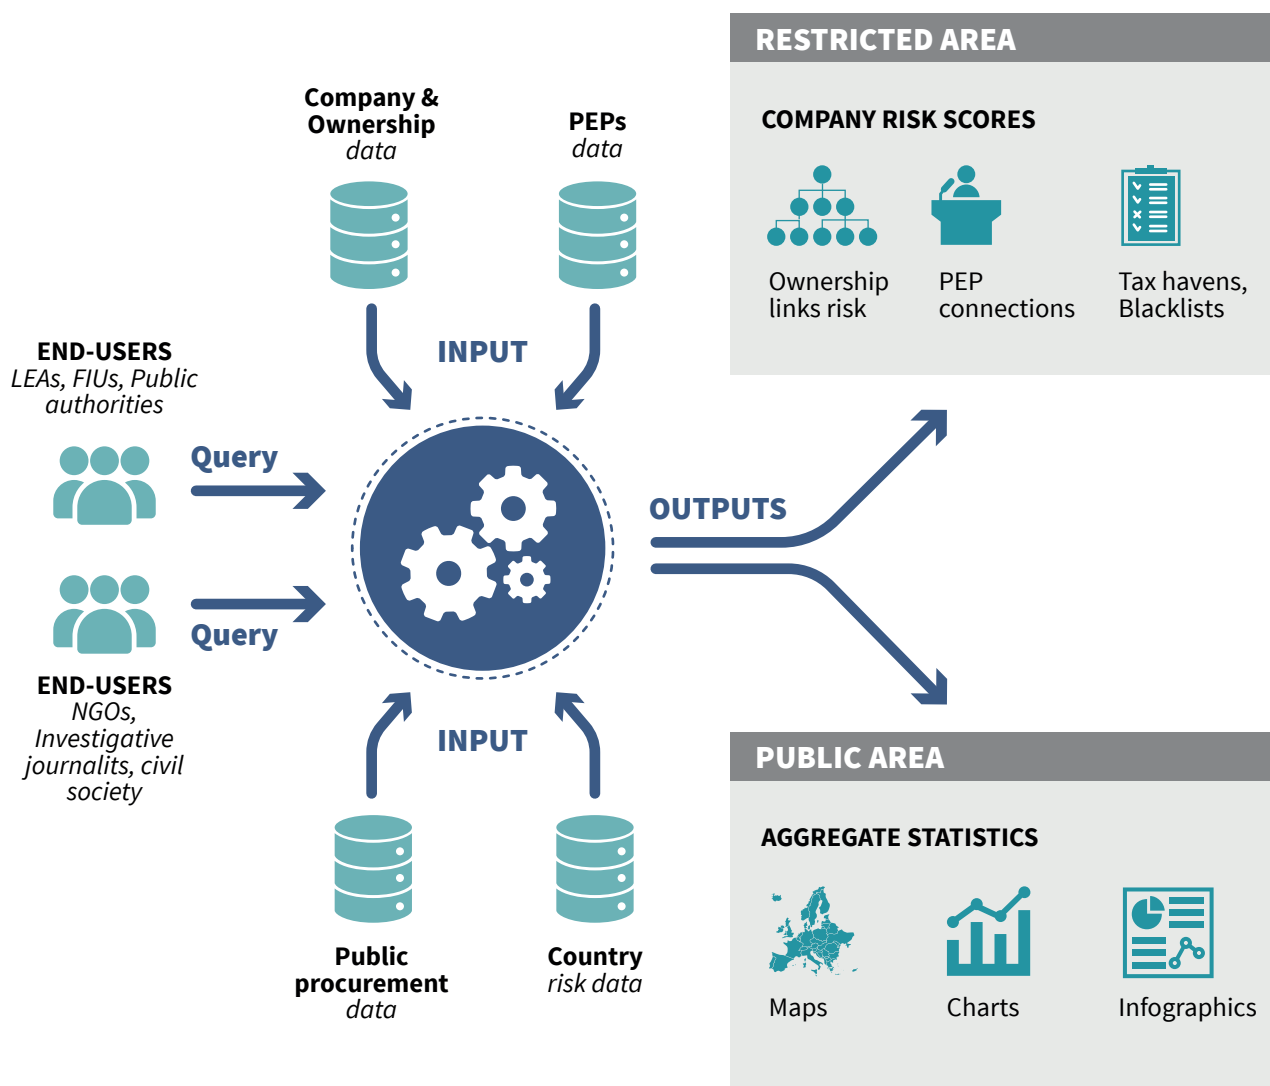 RESTRICTED AREA
COMPANY RISK SCORES
Ownership
links risk
PEP
connections
Tax havens,
Blacklists
Company &
Ownership
data
PEPs
data
INPUT
END-USERS
LEAs, FIUs, Public
authorities
Query
Query
END-USERS
NGOs,
Investigative
journalits, civil
society
OUTPUTS
INPUT
Public
procurement
data
Country
risk data
PUBLIC AREA
AGGREGATE STATISTICS
Maps
Charts
Infographics